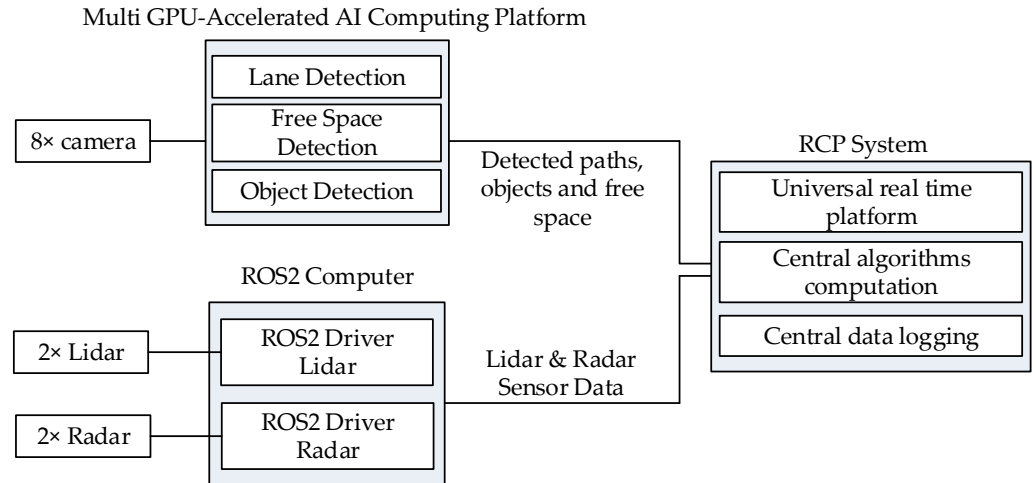 Multi GPU-Accelerated AI Computing Platform
Lane Detection
Free Space
Detection
Object Detection
8× camera
Detected paths,
objects and free
space
RCP System
Universal real time
platform
Central algorithms
computation
Central data logging
ROS2 Computer
2× Lidar
ROS2 Driver
Lidar
2× Radar
ROS2 Driver
Radar
Lidar & Radar
Sensor Data